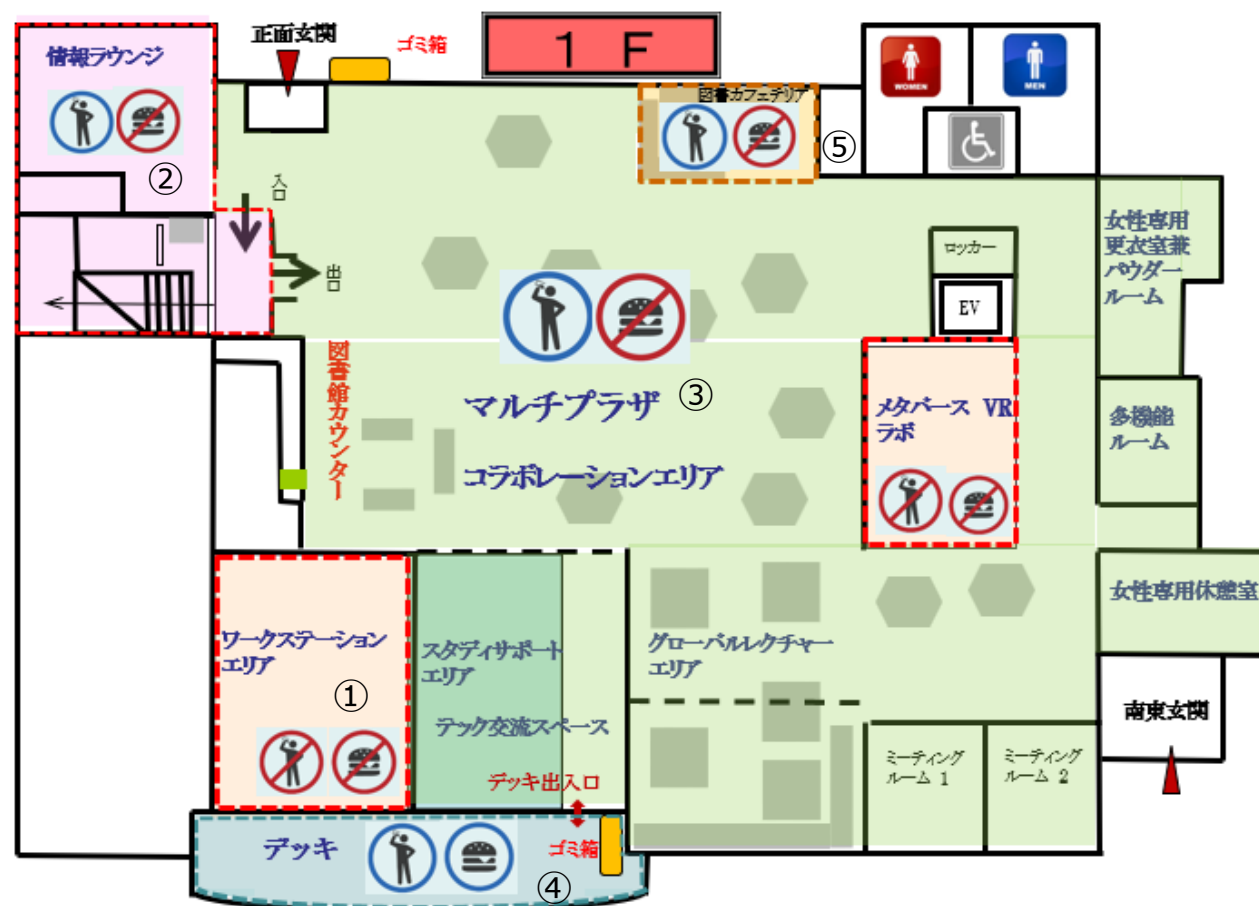 1 F
正面玄関
ゴミ箱
情報ラウンジ
②
図書カフェテリア
⑤
WOMEN
MEN
入口
出口
ロッカー
EV
女性専用
更衣室兼
パウダー
ルーム
図書館カウンター
マルチプラザ
③
コラボレーションエリア
メタバース VR
ラボ
多機能
ルーム
女性専用休憩室
ワークステーション
エリア
①
スタディサポート
エリア
テック交流スペース
グローバルレクチャー
エリア
南東玄関
ミーティング
ルーム 1
ミーティング
ルーム 2
デッキ出入口
デッキ
ゴミ箱
④